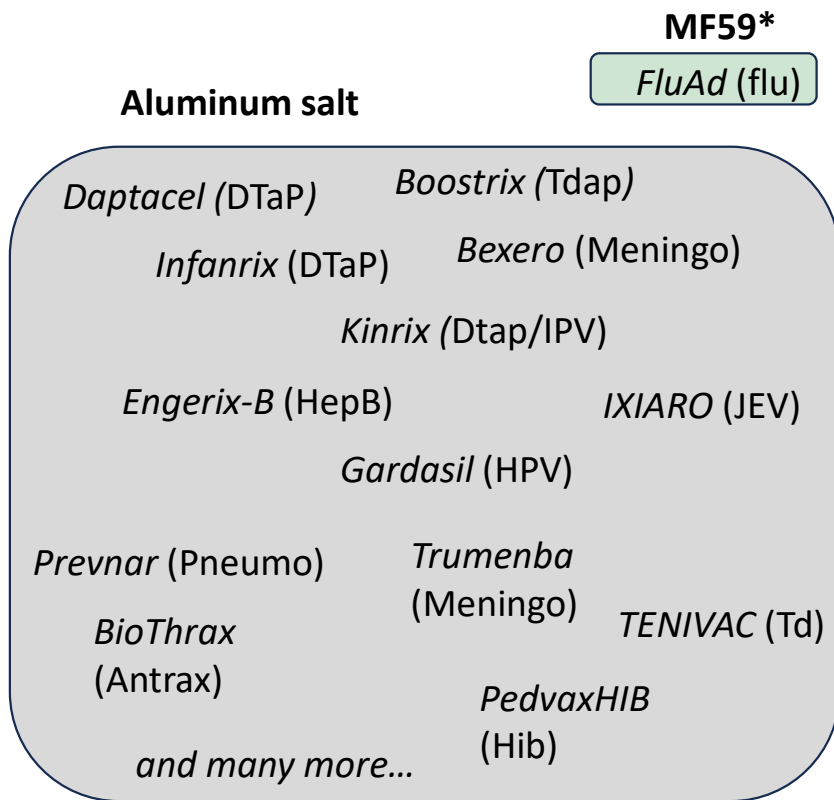 MF59*
FluAd (flu)
Aluminum salt
Daptacel (DTaP)
Boostrix (Tdap)
Infanrix (DTaP)
Bexero (Meningo)
Kinrix (Dtap/IPV)
Engerix-B (HepB)
IXIARO (JEV)
Gardasil (HPV)
Prevnar (Pneumo)
Trumenba
(Meningo)
BioThrax
(Antrax)
TENIVAC (Td)
PedvaxHIB
(Hib)
and many more…